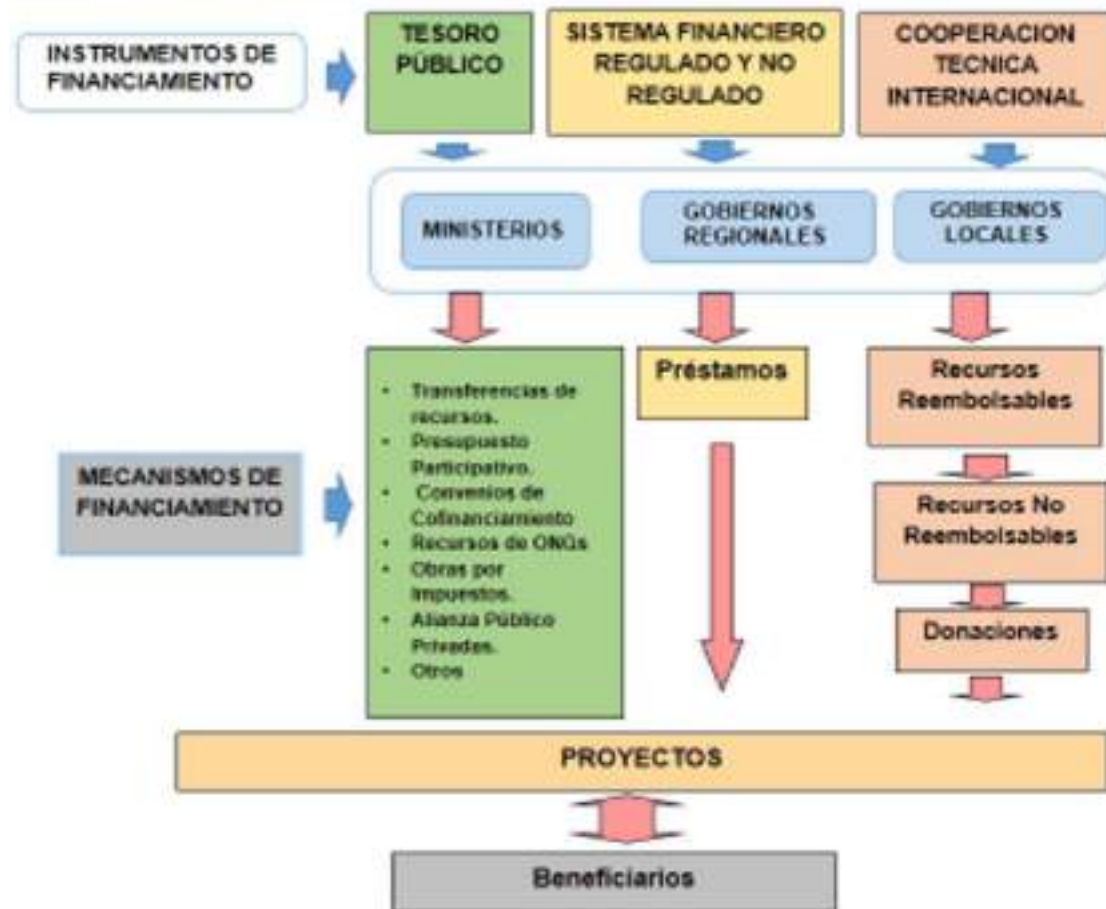 INSTRUMENTOS DE
FINANCIAMIENTO
TESORO
PÚBLICO
SISTEMA FINANCIERO
REGULADO Y NO
REGULADO
COOPERACION
TECNICA
INTERNACIONAL
MINISTERIOS
GOBIERNOS
REGIONALES
GOBIERNOS
LOCALES
MECANISMOS DE
FINANCIAMIENTO
• Transferencias de
recursos.
• Presupuesto
Participativo.
• Convenios de
Cofinanciamiento
• Recursos de ONGs
• Obras por
Impuestos.
• Alianza Público
Privadas.
• Otros
Préstamos
Recursos
Reembolsables
Recursos No
Reembolsables
Donaciones
PROYECTOS
Beneficiarios